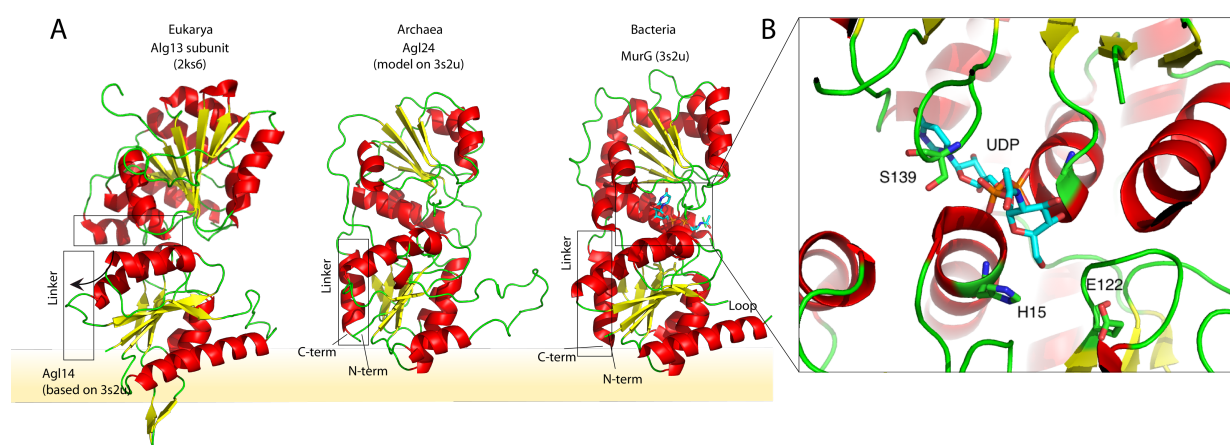 A
Eukarya
Alg13 subunit
(2ks6)
Archaea
Agl24
(model on 3s2u)
Bacteria
MurG (3s2u)
B
UDP
S139
H15
E122
Linker
Linker
Linker
Loop
C-term
N-term
C-term
N-term
Agl14
(based on 3s2u)